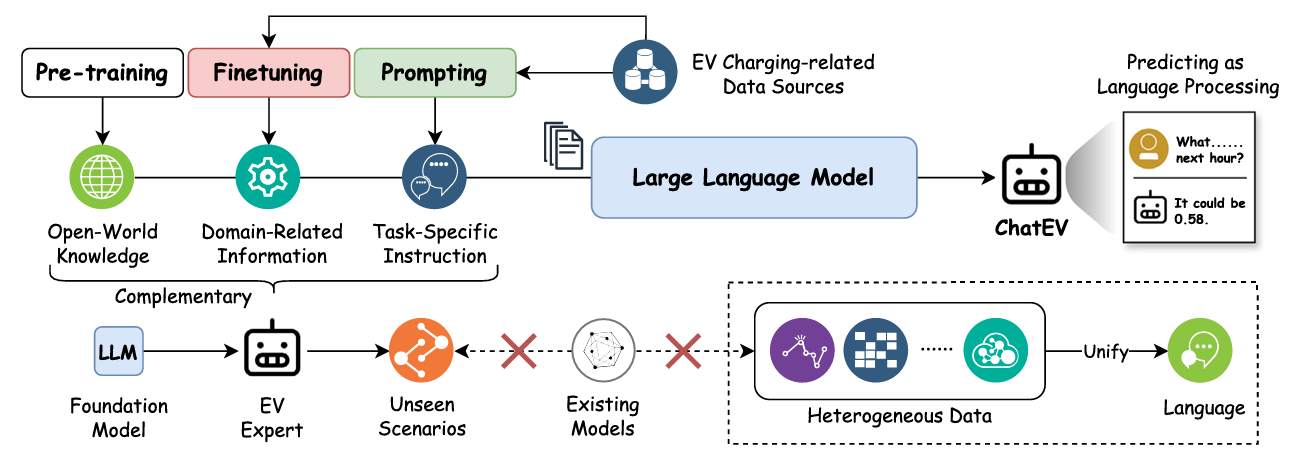 Pre-training
Finetuning
Prompting
EV Charging-related
Data Sources
Predicting as
Language Processing
What......
next hour?
It could be
0.58.
Large Language Model
ChatEV
Open-World
Knowledge
Domain-Related
Information
Task-Specific
Instruction
Complementary
LLM
Foundation
Model
EV
Expert
Unseen
Scenarios
Existing
Models
......
Heterogeneous Data
Unify
Language